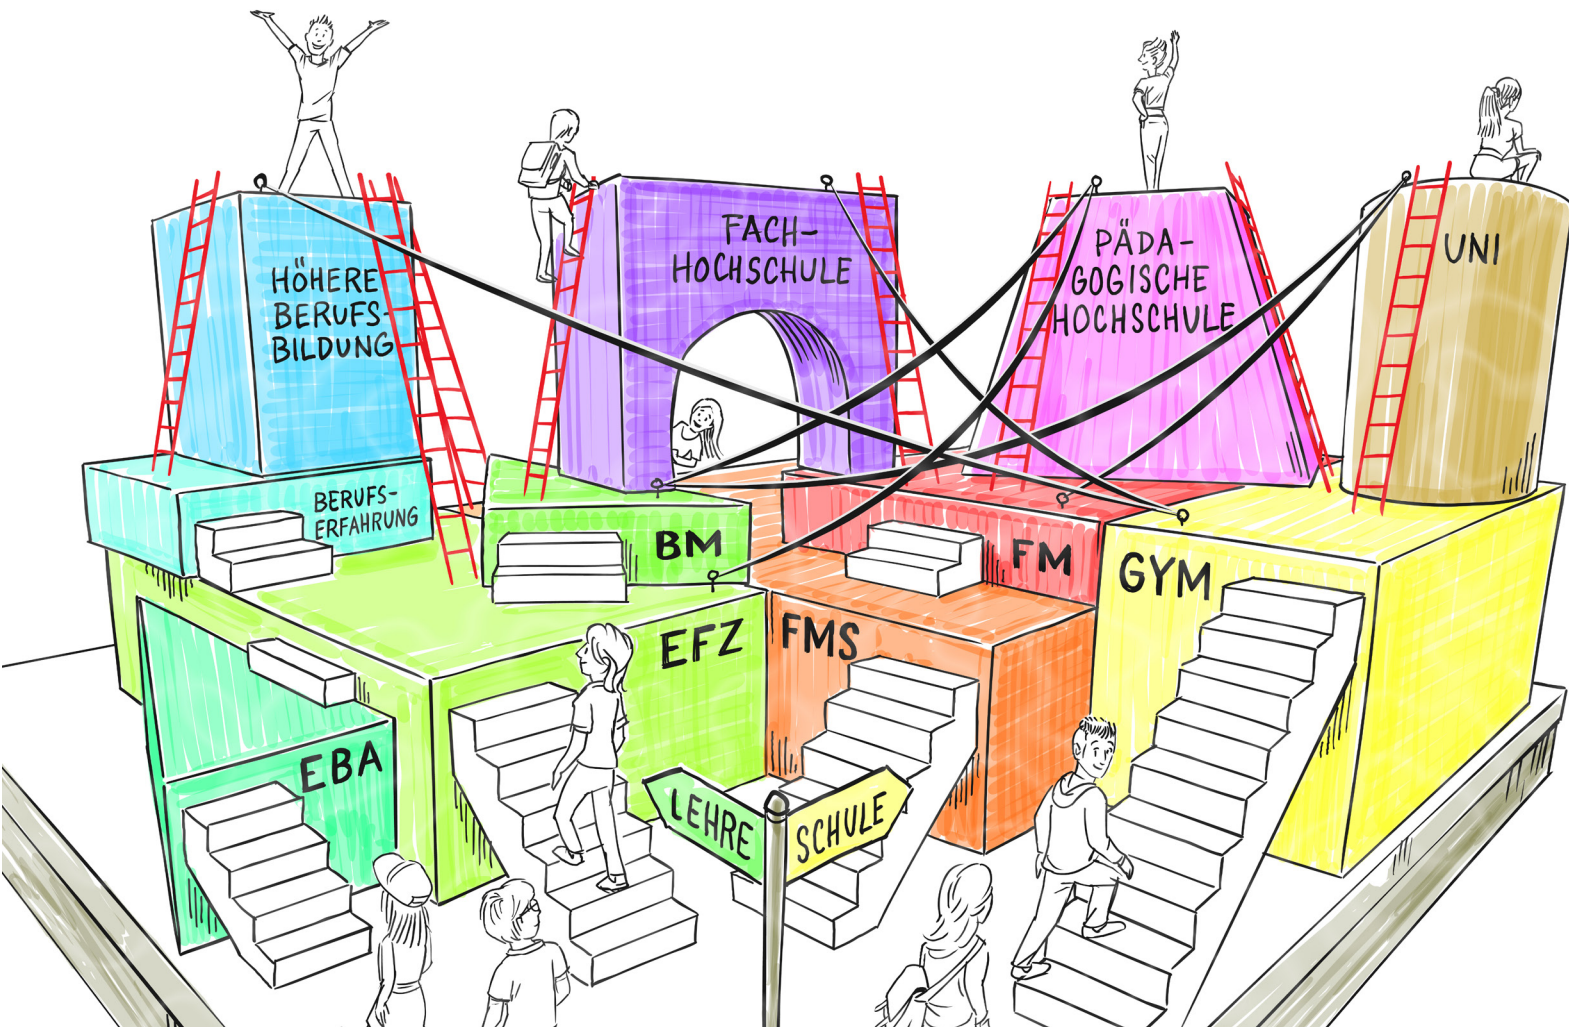 HÖHERE
BERUFS-
BILDUNG
FACH-
HOCHSCHULE
PÄDA-
GOGISCHE
HOCHSCHULE
UNI
BERUFS-
ERFAHRUNG
BM
FM
GYM
EFZ
FMS
EBA
LEHRE
SCHULE